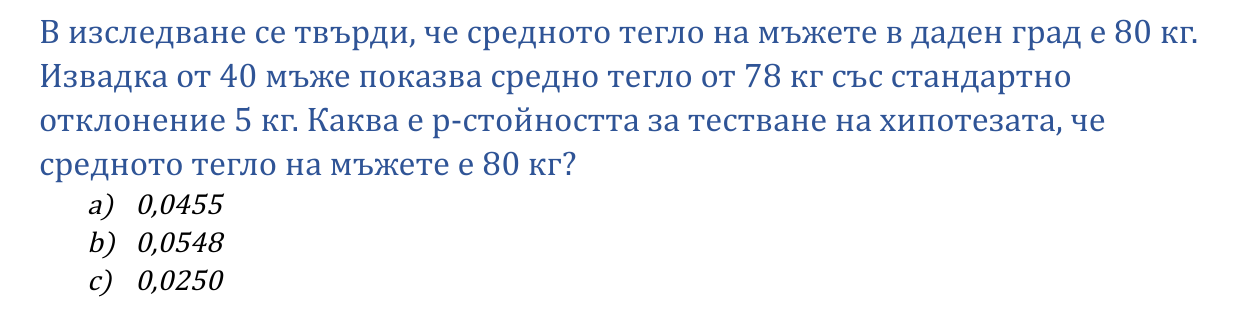 В изследване се твърди, че средното тегло на мъжете в даден град е 80 кг.
Извадка от 40 мъже показва средно тегло от 78 кг със стандартно
отклонение 5 кг. Каква е p-стойността за тестване на хипотезата, че
средното тегло на мъжете е 80 кг?
a) 0,0455
b) 0,0548
c) 0,0250